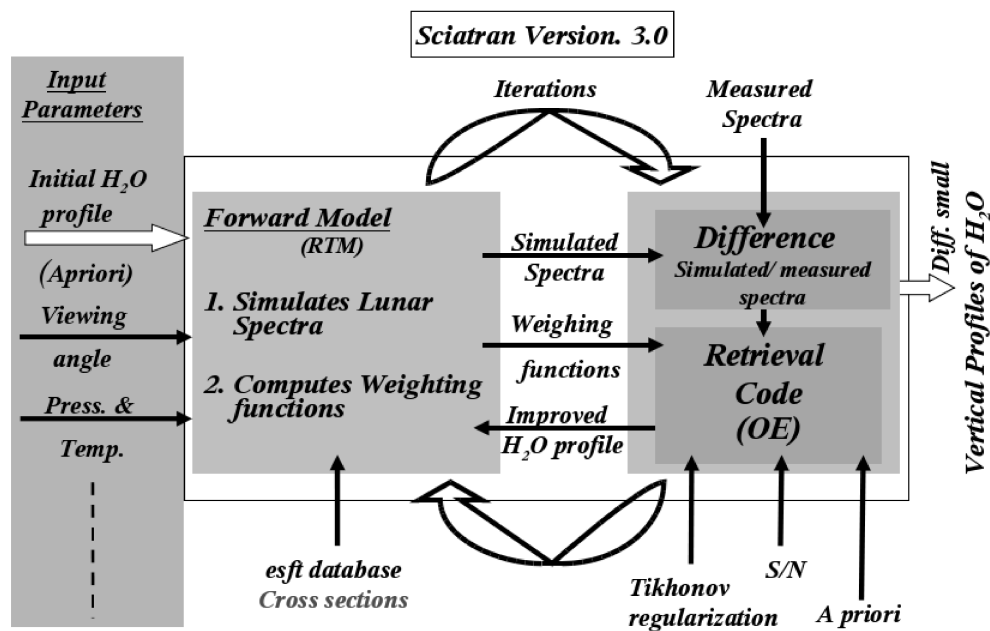 Sciatran Version. 3.0
Input
Parameters
Initial H₂O
profile
(Apriori)
Viewing
angle
Press. &
Temp.
Iterations
Measured
Spectra
Forward Model
(RTM)
1. Simulates Lunar
Spectra
2. Computes Weighting
functions
Simulated
Spectra
Weighing
functions
Improved
H₂O profile
Difference
Simulated/ measured
spectra
Retrieval
Code
(OE)
Diff. small
Vertical Profiles of H₂O
esft database
Cross sections
Tikhonov
regularization
S/N
A priori